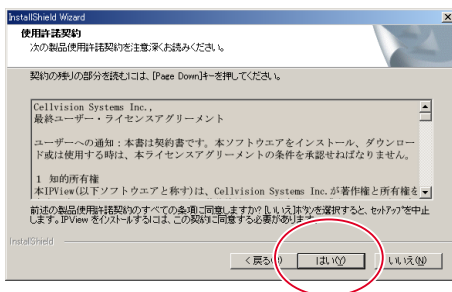 InstallShield Wizard
使用許諾契約
次の製品使用許諾契約を注意深くお読みください。
契約の残りの部分を読むには、[Page Down]キーを押してください。
Cellvision Systems Inc.,
最終ユーザー・ライセンスアグリーメント
ユーザーへの通知：本書は契約書です。本ソフトウエアをインストール、ダウンロー
ド或は使用する時は、本ライセンスアグリーメントの条件を承認せねばなりません。
1 知的所有権
本IPView(以下ソフトウエアと称す)は、Cellvision Systems Inc.が著作権と所有権を
前述の製品使用許諾契約のすべての条項に同意しますか? [いいえ]ボタンを選択すると、セットアップを中止
します。IPView をインストールするには、この契約に同意する必要があります。
InstallShield
< 戻る
はい(Y)
いいえ(N)